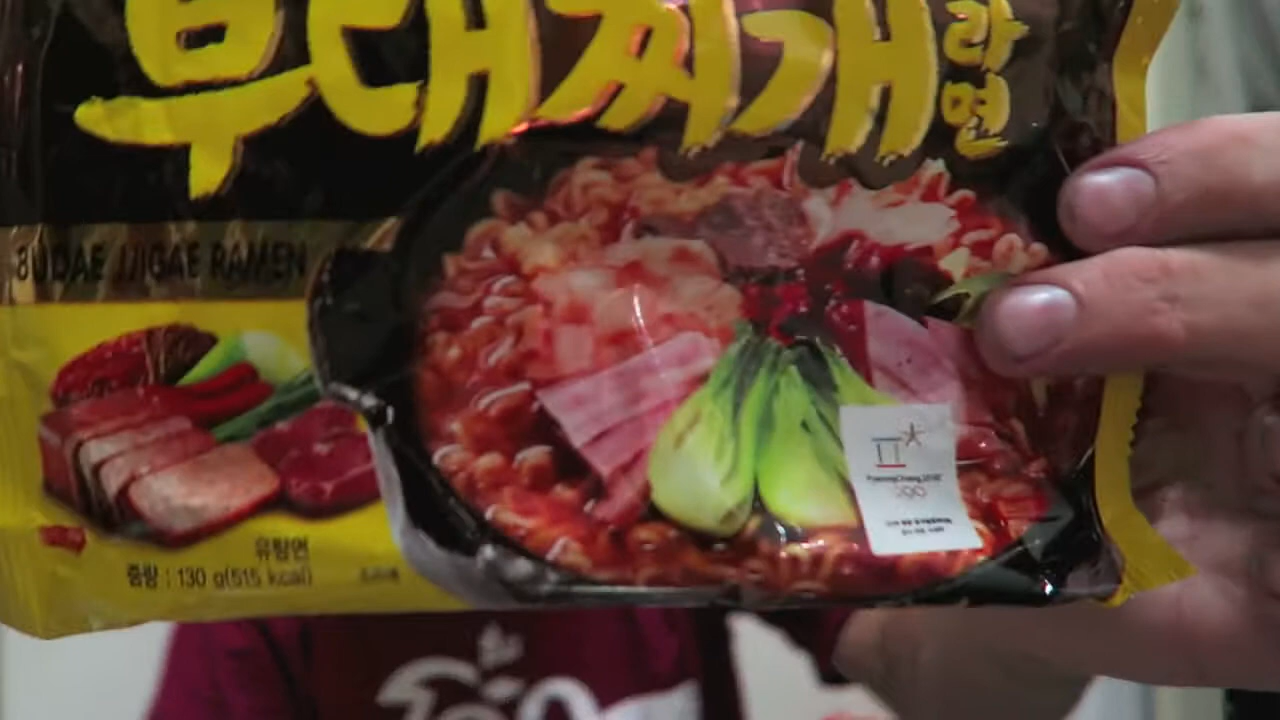 부대찌개
라면
BUDAE JJIGAE RAMEN
유탕면
중량 : 130 g(515 kcal)
PyeongChang 2018